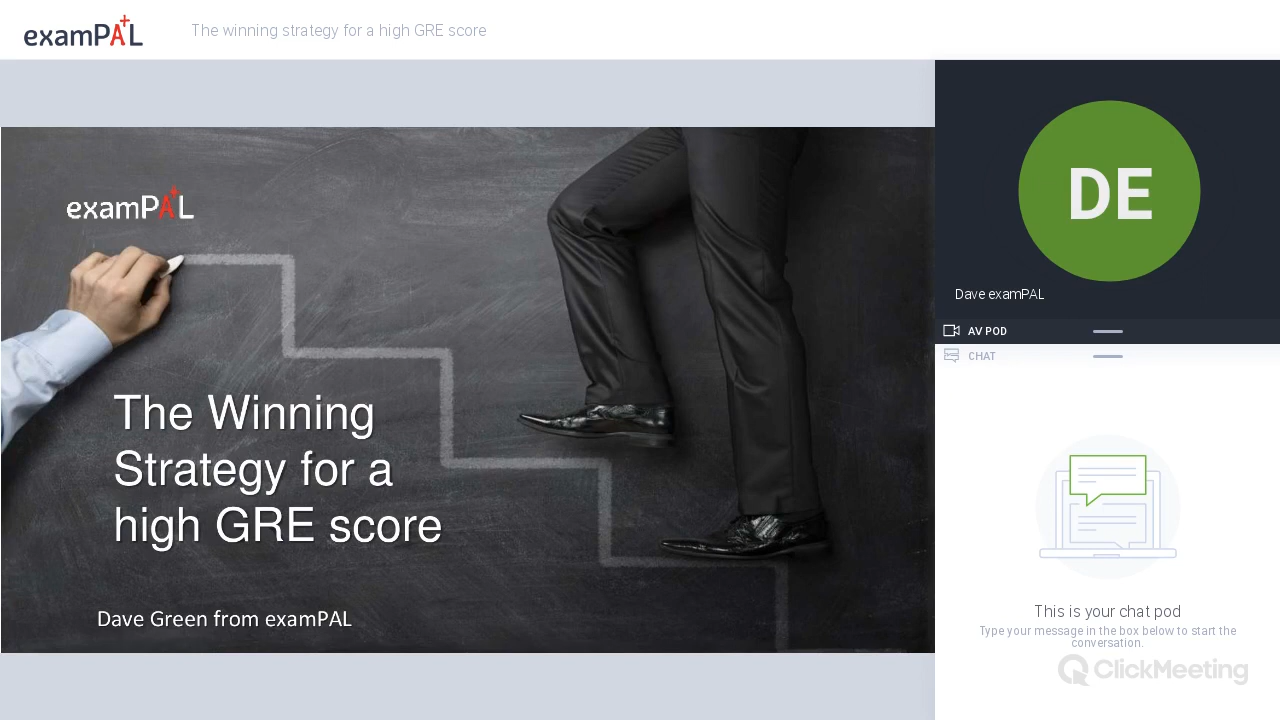 examPAL
The winning strategy for a high GRE score
examPAL
The Winning
Strategy for a
high GRE score
Dave Green from examPAL
DE
Dave examPAL
AV POD
CHAT
This is your chat pod
Type your message in the box below to start the
conversation.
ClickMeeting